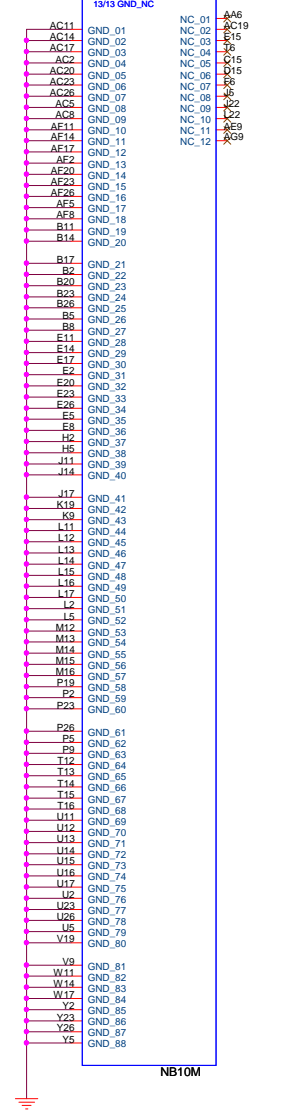 13/13 GND_NC
AC11 GND_01 NC_01 AA6
AC14 GND_02 NC_02 AC19
AC17 GND_03 NC_03 E15
AC2 GND_04 NC_04 T6
AC20 GND_05 NC_05 C15
AC23 GND_06 NC_06 D15
AC26 GND_07 NC_07
AC5 GND_08 NC_08 J5
AC8 GND_09 NC_09 J22
AF11 GND_10 NC_10 L22
AF14 GND_11 NC_11 AE9
AF17 GND_12 NC_12 AG9
AF2 GND_13
AF20 GND_14
AF23 GND_15
AF26 GND_16
AF5 GND_17
AF8 GND_18
B11 GND_19
B14 GND_20
B17 GND_21
B2 GND_22
B20 GND_23
B23 GND_24
B26 GND_25
B5 GND_26
B8 GND_27
E11 GND_28
E14 GND_29
E17 GND_30
E2 GND_31
E20 GND_32
E23 GND_33
E26 GND_34
E5 GND_35
E8 GND_36
H2 GND_37
H5 GND_38
J11 GND_39
J14 GND_40
J17 GND_41
K19 GND_42
K9 GND_43
L11 GND_44
L12 GND_45
L13 GND_46
L14 GND_47
L15 GND_48
L16 GND_49
L17 GND_50
L2 GND_51
L5 GND_52
M12 GND_53
M13 GND_54
M14 GND_55
M15 GND_56
M16 GND_57
P19 GND_58
P2 GND_59
P23 GND_60
P26 GND_61
P5 GND_62
P9 GND_63
T12 GND_64
T13 GND_65
T14 GND_66
T15 GND_67
T16 GND_68
U11 GND_69
U12 GND_70
U13 GND_71
U14 GND_72
U15 GND_73
U16 GND_74
U17 GND_75
U2 GND_76
U23 GND_77
U26 GND_78
U5 GND_79
V19 GND_80
V9 GND_81
W11 GND_82
W14 GND_83
W17 GND_84
Y2 GND_85
Y23 GND_86
Y26 GND_87
Y5 GND_88
NB10M